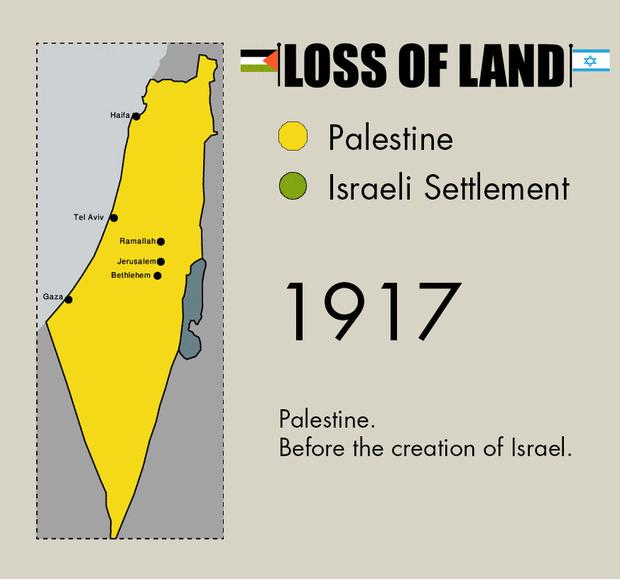 LOSS OF LAND
Palestine
Israeli Settlement
1917
Palestine.
Before the creation of Israel.
Haifa
Tel Aviv
Ramallah
Jerusalem
Bethlehem
Gaza